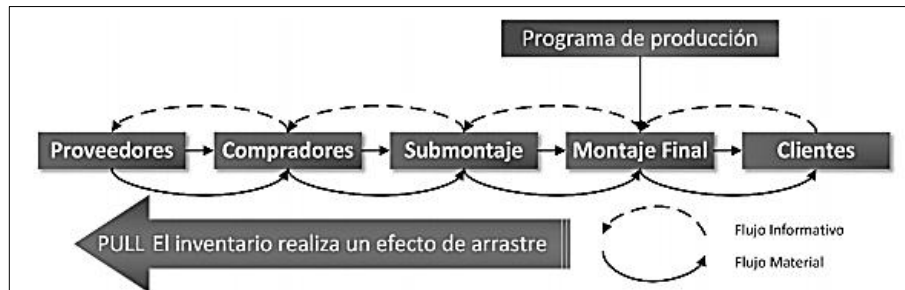 Programa de producción
Proveedores
Compradores
Submontaje
Montaje Final
Clientes
PULL El inventario realiza un efecto de arrastre
Flujo Informativo
Flujo Material